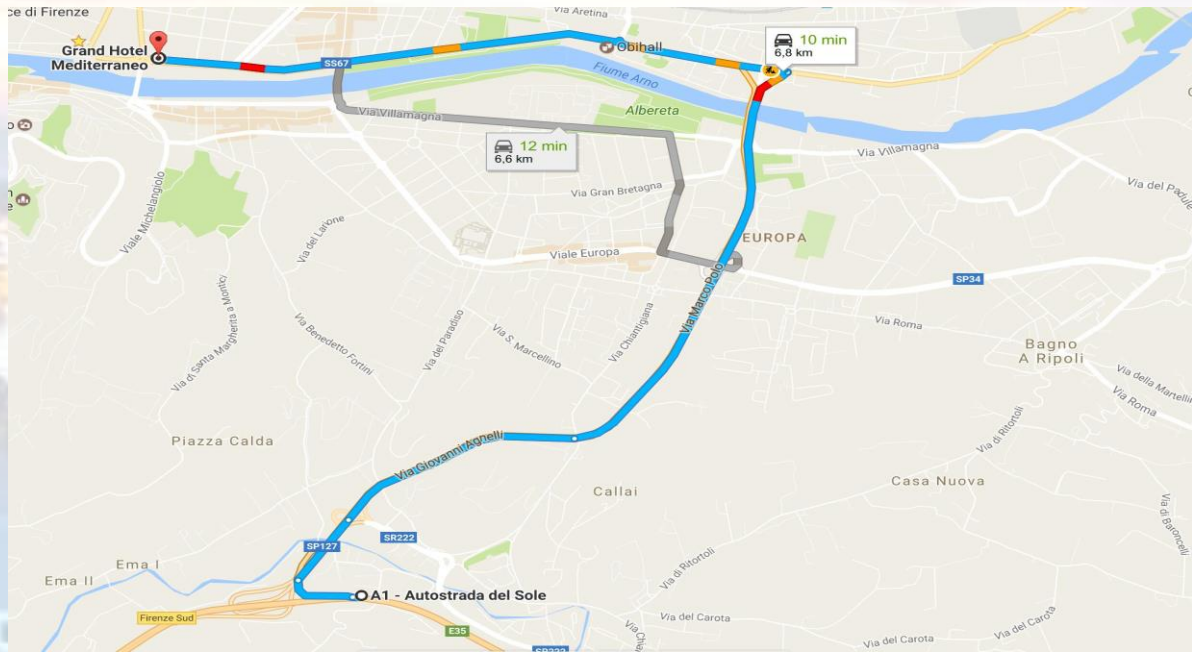 ce di Firenze
Via Aretina
Grand Hotel
Mediterraneo
Obihall
10 min
6,8 km
SS67
Fiume Arno
Albereta
Via Villamagna
12 min
6,6 km
Via Villamagna
Via del Padule
Via Gran Bretagna
Viale Michelangiolo
Via del Larione
EUROPA
Viale Europa
SP34
Via Marco Polo
Via di Santa Margherita a Montici
Via Benedetto Fortini
Via del Paradiso
Via S. Marcellino
Via Chiantigiana
Via Roma
Bagno
A Ripoli
Via della Martellin
Via Roma
Piazza Calda
Via Giovanni Agnelli
Via di Ritortoli
Callai
Casa Nuova
Via di Baroncelli
SP127
SR222
Ema I
Ema II
Via di Ritortoli
A1 - Autostrada del Sole
Firenze Sud
E35
Via del Carota
Via del Carota
Via del Carota
SR222